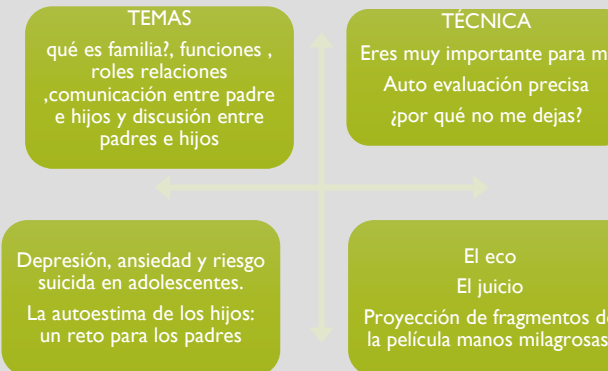 TEMAS
qué es familia?, funciones ,
roles relaciones
,comunicación entre padre
e hijos y discusión entre
padres e hijos
TÉCNICA
Eres muy importante para m
Auto evaluación precisa
¿por qué no me dejas?
Depresión, ansiedad y riesgo
suicida en adolescentes.
La autoestima de los hijos:
un reto para los padres
El eco
El juicio
Proyección de fragmentos de
la película manos milagrosas